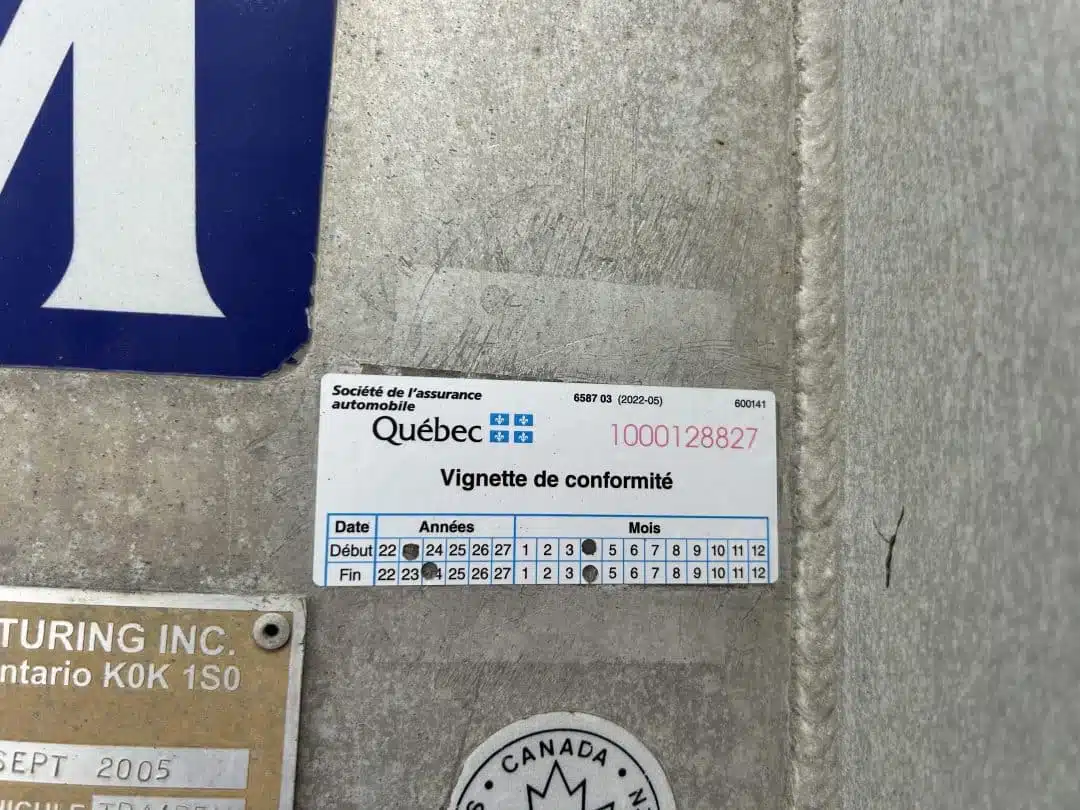 M
Société de l'assurance
automobile
Québec
6587 03 (2022-05)
600141
1000128827
Vignette de conformité
Date Années Mois
Début 22 24 25 26 27 1 2 3 5 6 7 8 9 10 11 12
Fin 22 23 25 26 27 1 2 3 5 6 7 8 9 10 11 12
TURING INC.
ntario K0K 1S0
SEPT 2005
CANADA